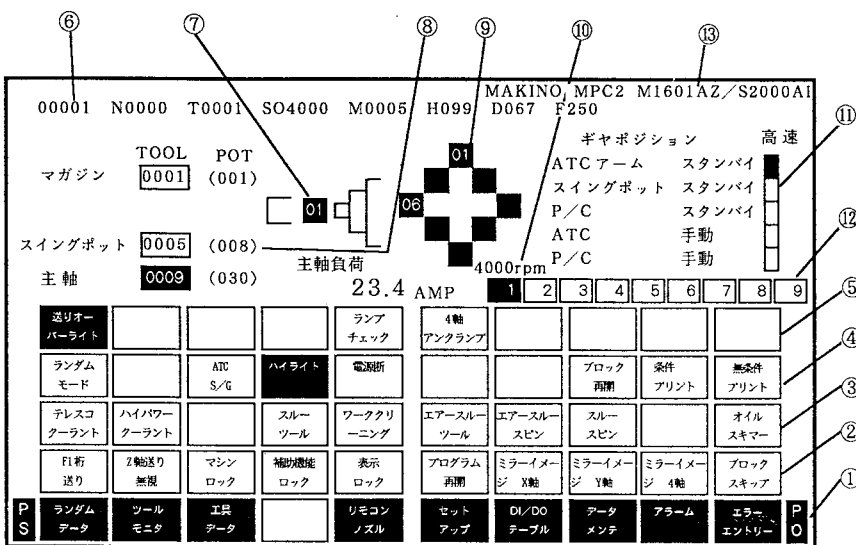 ⑥ ⑦ ⑧ ⑨ ⑩ ⑬
MAKINO MPC2 M1601AZ/S2000A
00001 N0000 T0001 SO4000 M0005 H099 D067 F250
ギヤポジション 高速
⑪
TOOL POT
マガジン 0001 (001)
01
01
06
ATCアーム スタンバイ
スイングポット スタンバイ
P/C スタンバイ
ATC 手動
P/C 手動
⑫
スイングポット 0005 (008)
主軸 0009 (030)
主軸負荷
23.4 AMP
4000rpm
1 2 3 4 5 6 7 8 9
送りオー
バーライト
ランプ
チェック
4軸
アンクランプ
⑤
ランダム
モード
ATC
S/G
ハイライト
電源断
ブロック
再開
条件
プリント
無条件
プリント
④
テレスコ
クーラント
ハイパワー
クーラント
スルー
ツール
ワーククリ
ーニング
エアースルー
ツール
エアースルー
スピン
スルー
スピン
オイル
スキマー
③
F1桁
送り
Z軸送り
無視
マシン
ロック
補助機能
ロック
表示
ロック
プログラム
再開
ミラーイメー
ジ X軸
ミラーイメー
ジ Y軸
ミラーイメー
ジ 4軸
ブロック
スキップ
②
P
S
ランダム
データ
ツール
モニタ
工具
データ
リモコン
ノズル
セット
アップ
DI/DO
テーブル
データ
メンテ
アラーム
エラー
エントリー
P
O
①